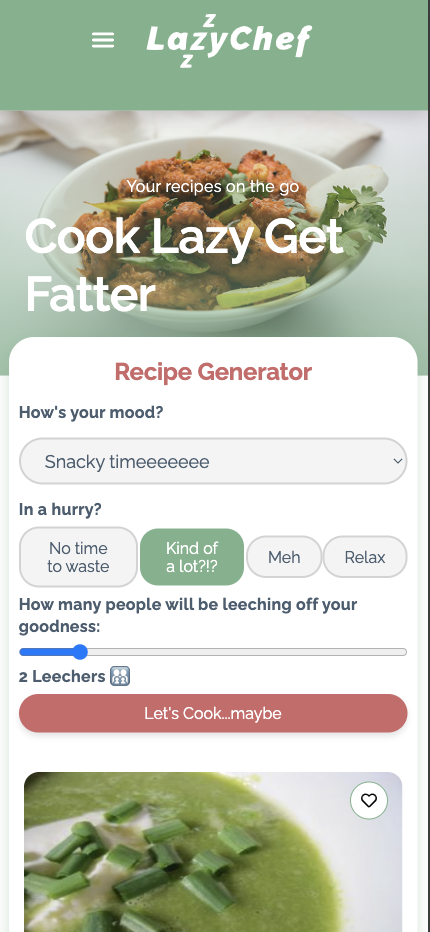 LazyChef
z
z
Your recipes on the go
Cook Lazy Get
Fatter
Recipe Generator
How's your mood?
Snacky timeeeeeee
In a hurry?
No time
to waste
Kind of
a lot?!?
Meh
Relax
How many people will be leeching off your
goodness:
2 Leechers
Let's Cook...maybe